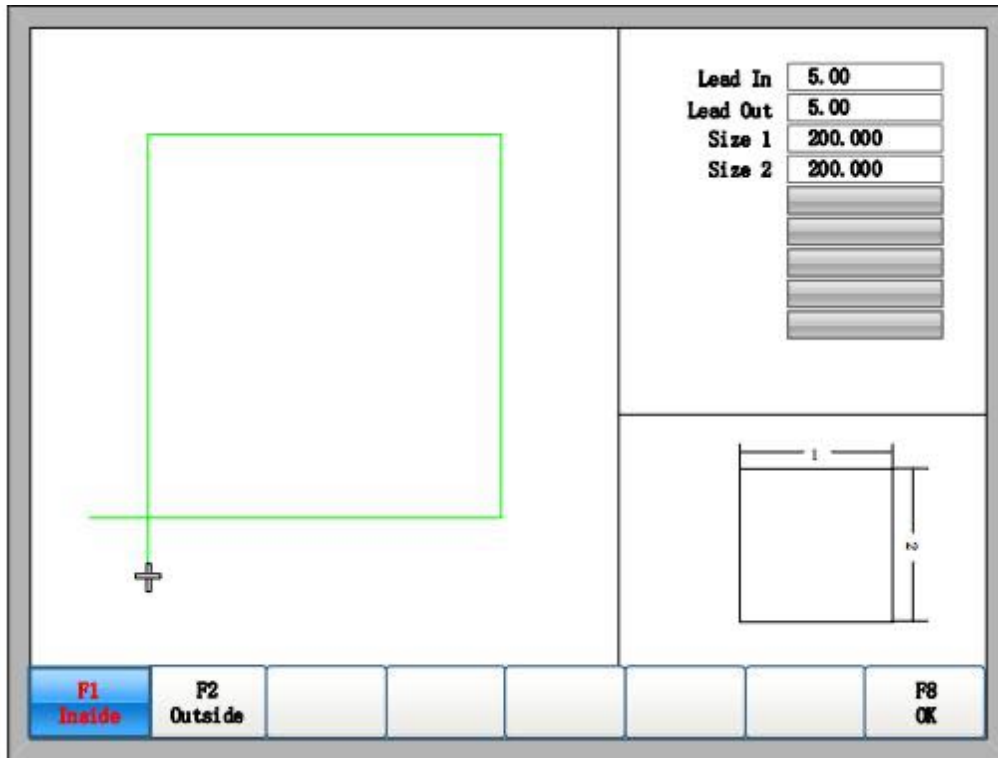 Lead In 5.00
Lead Out 5.00
Size 1 200.000
Size 2 200.000
1
2
F1
Inside
F2
Outside
F8
OK